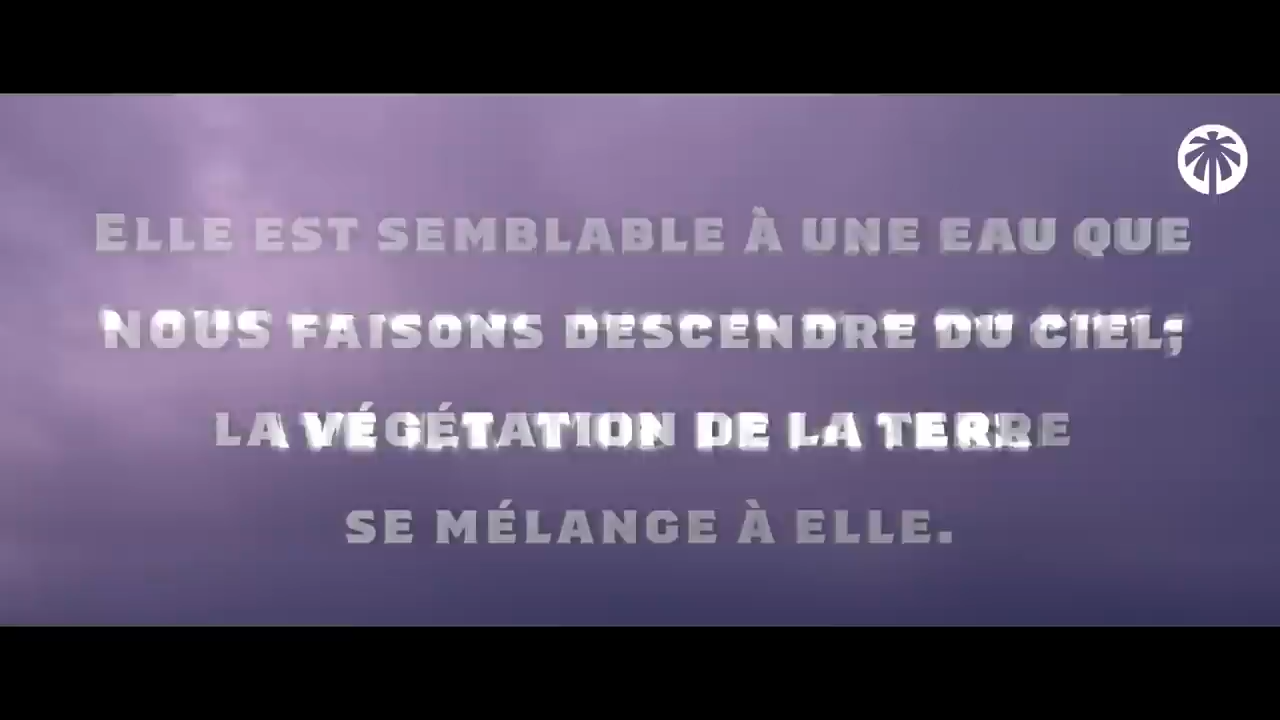 Elle est semblable à une eau que
nous faisons descendre du ciel;
la végétation de la terre
se mélange à elle.